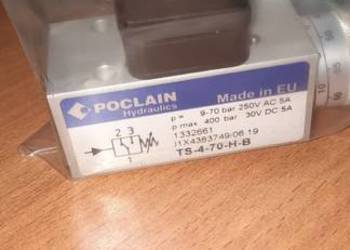 POCLAIN
Hydraulics
Made in EU
p = 9-70 bar 250V AC 5A
p max 400 bar 30V DC 5A
1332661
J1X4363749:06 19
TS-4-70-H-B
2 3
1